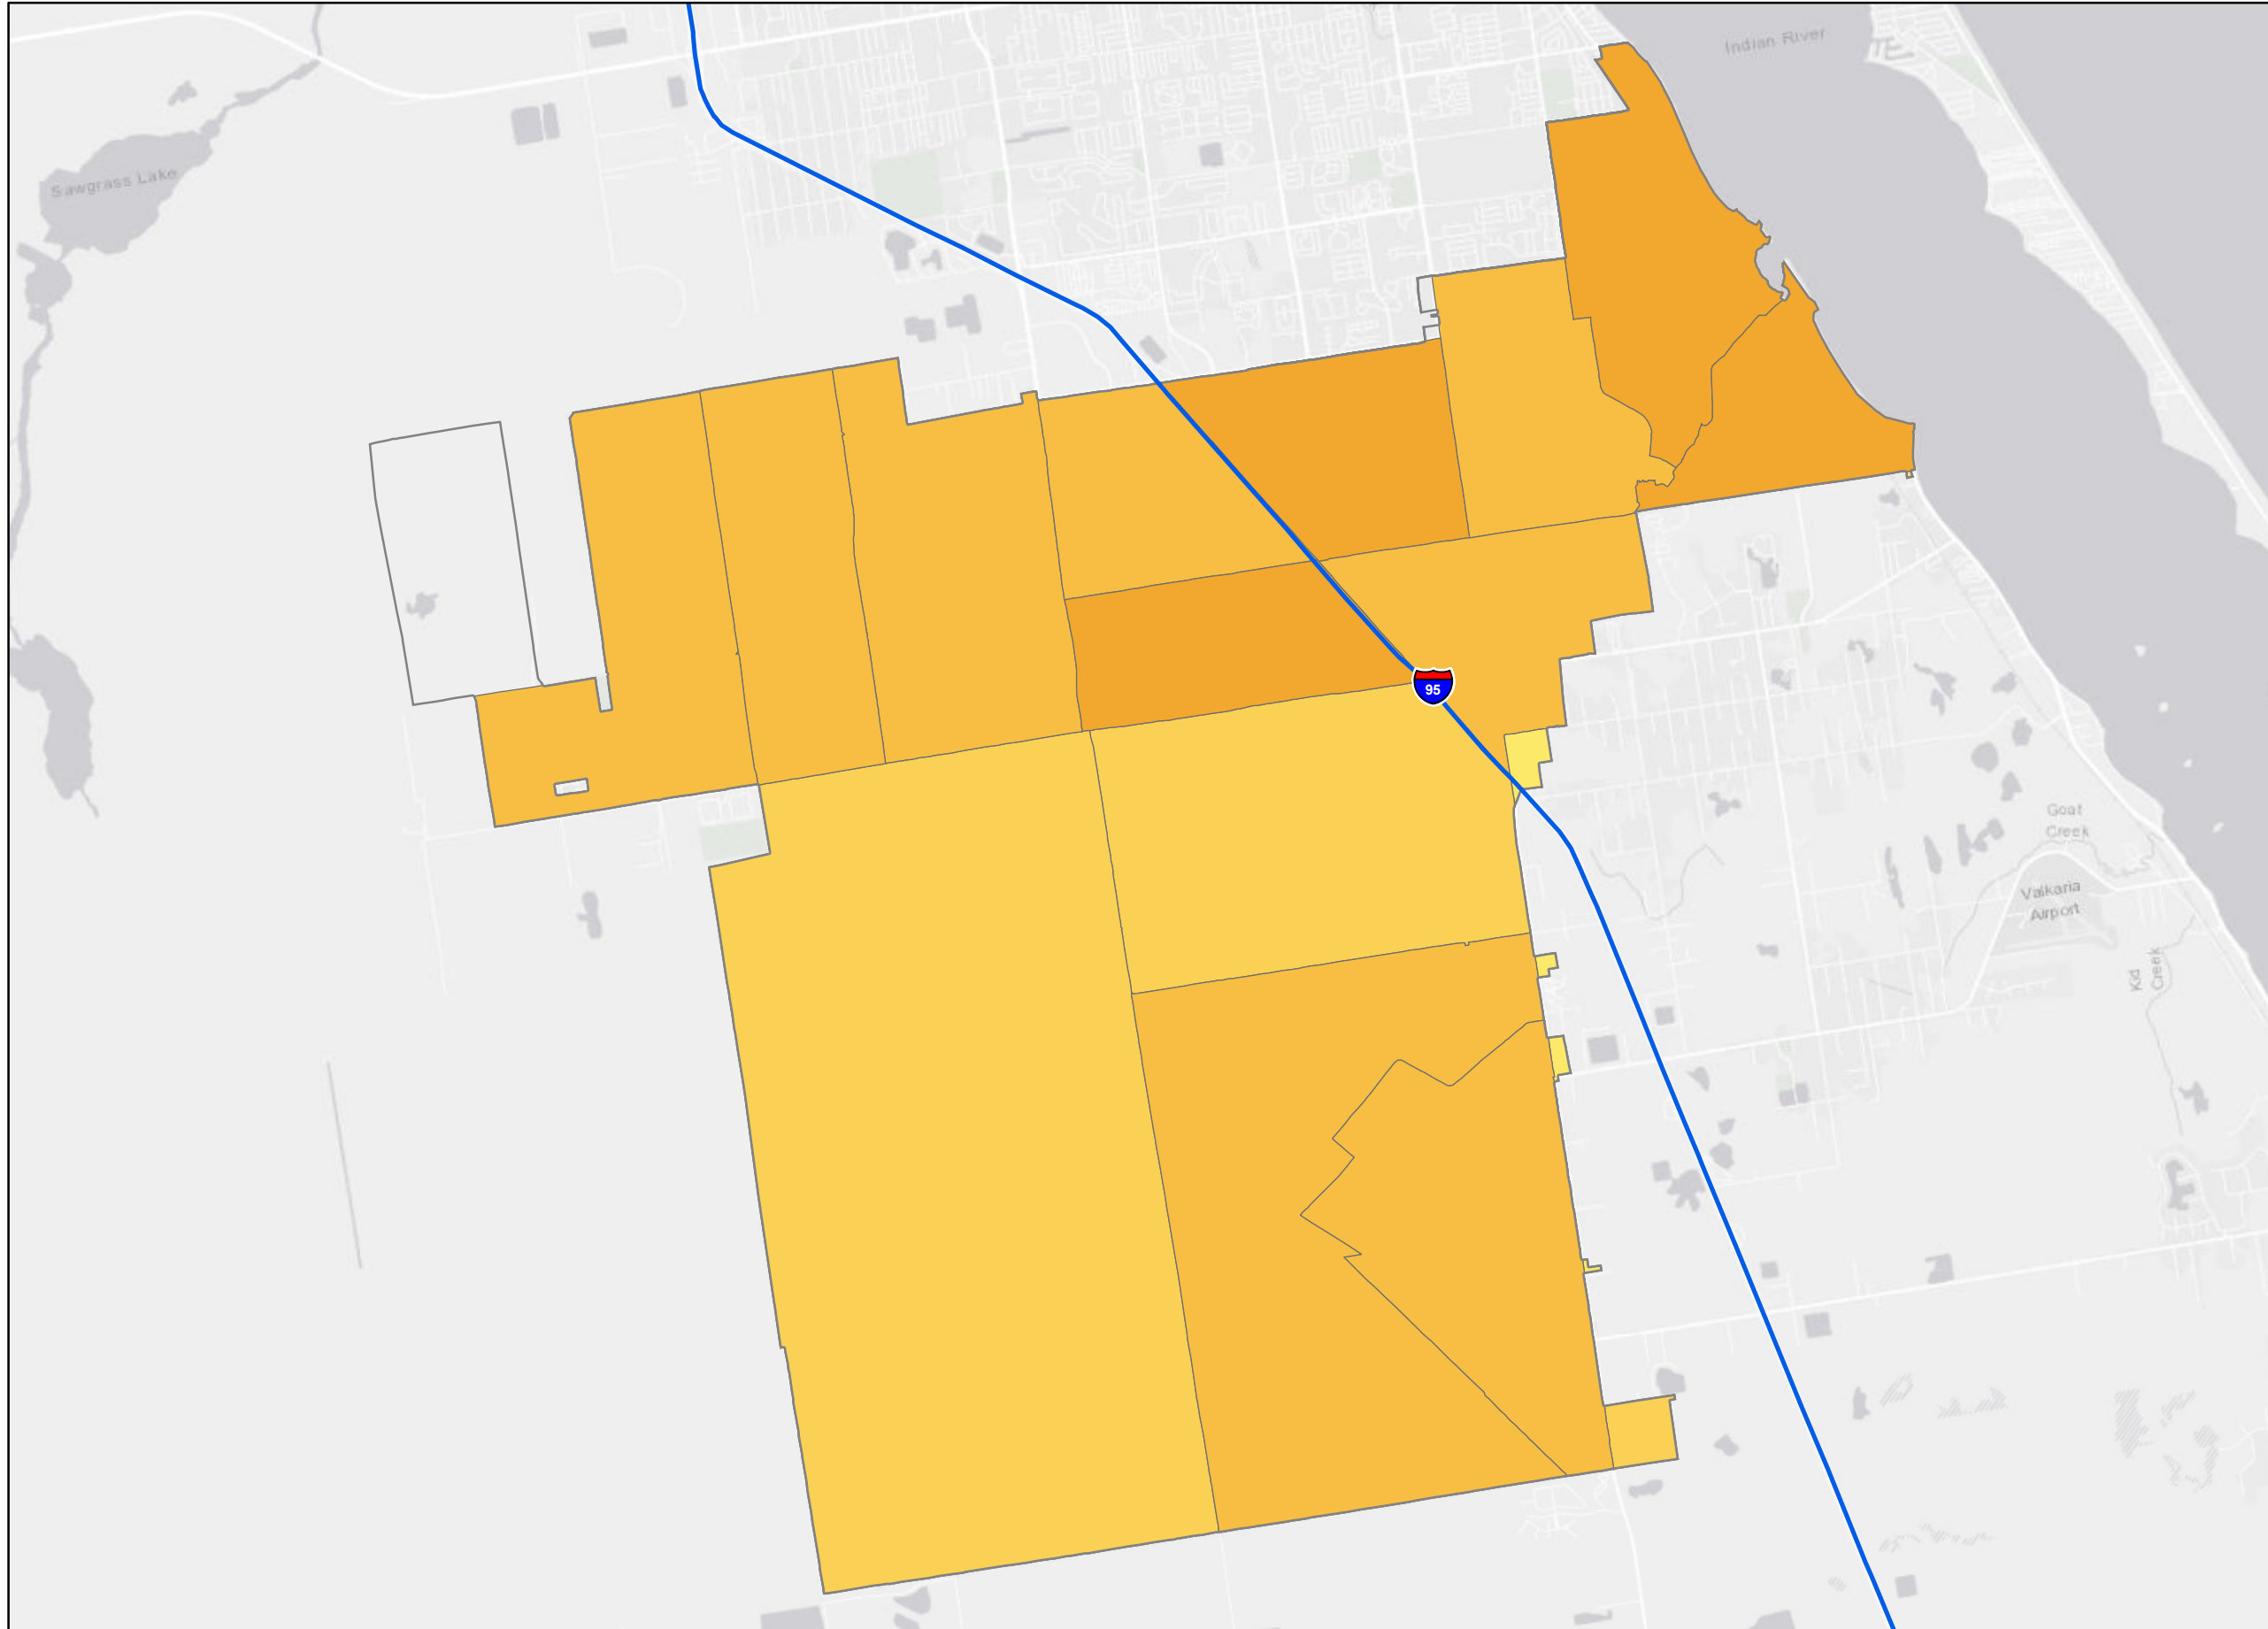 Indian River
Sawgrass Lake
95
Goat
Creek
Valkaria
Airport
Kid
Creek